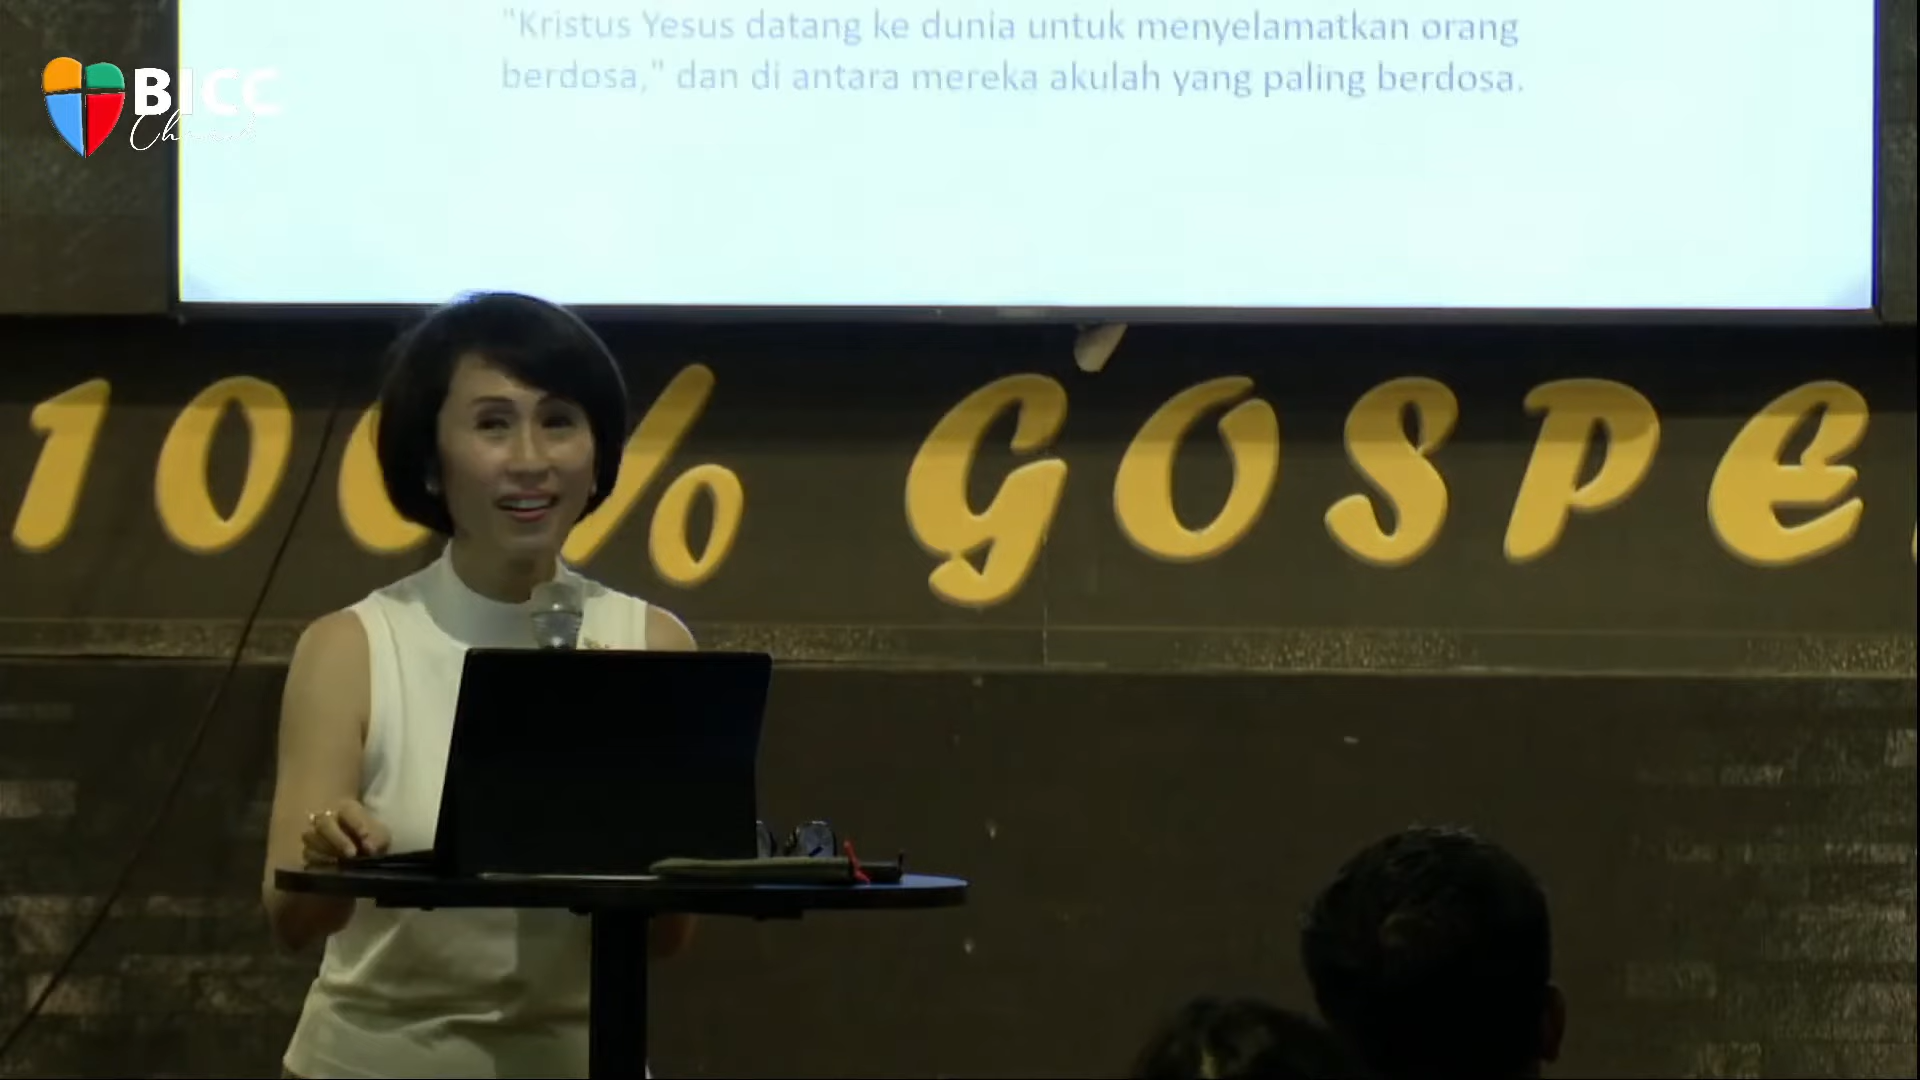 "Kristus Yesus datang ke dunia untuk menyelamatkan orang
berdosa," dan di antara mereka akulah yang paling berdosa.
BICC
Church
100% GOSPE